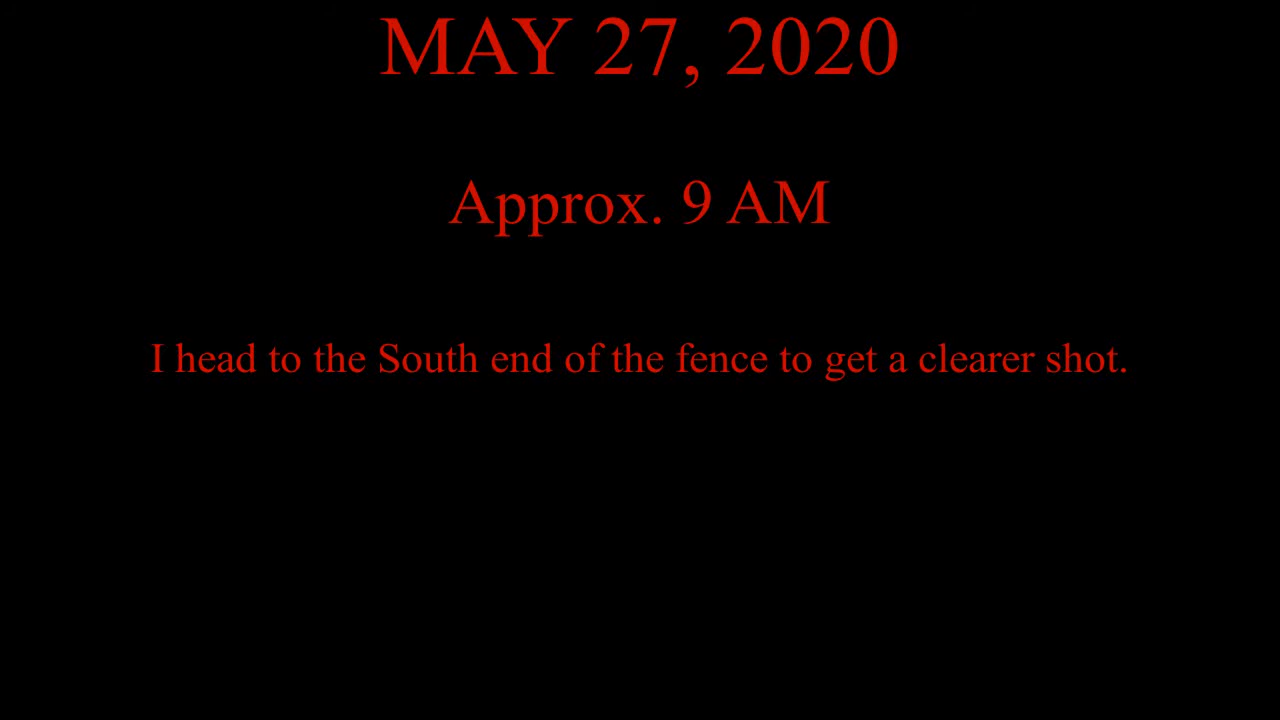 MAY 27, 2020
Approx. 9 AM
I head to the South end of the fence to get a clearer shot.